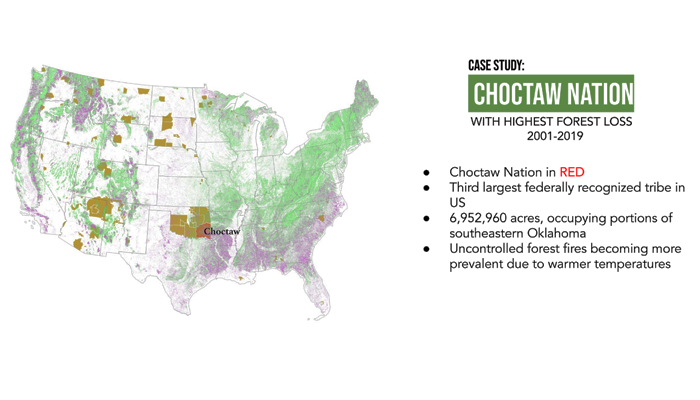 CASE STUDY:
CHOCTAW NATION
WITH HIGHEST FOREST LOSS
2001-2019
Choctaw
● Choctaw Nation in RED
● Third largest federally recognized tribe in
US
● 6,952,960 acres, occupying portions of
southeastern Oklahoma
● Uncontrolled forest fires becoming more
prevalent due to warmer temperatures